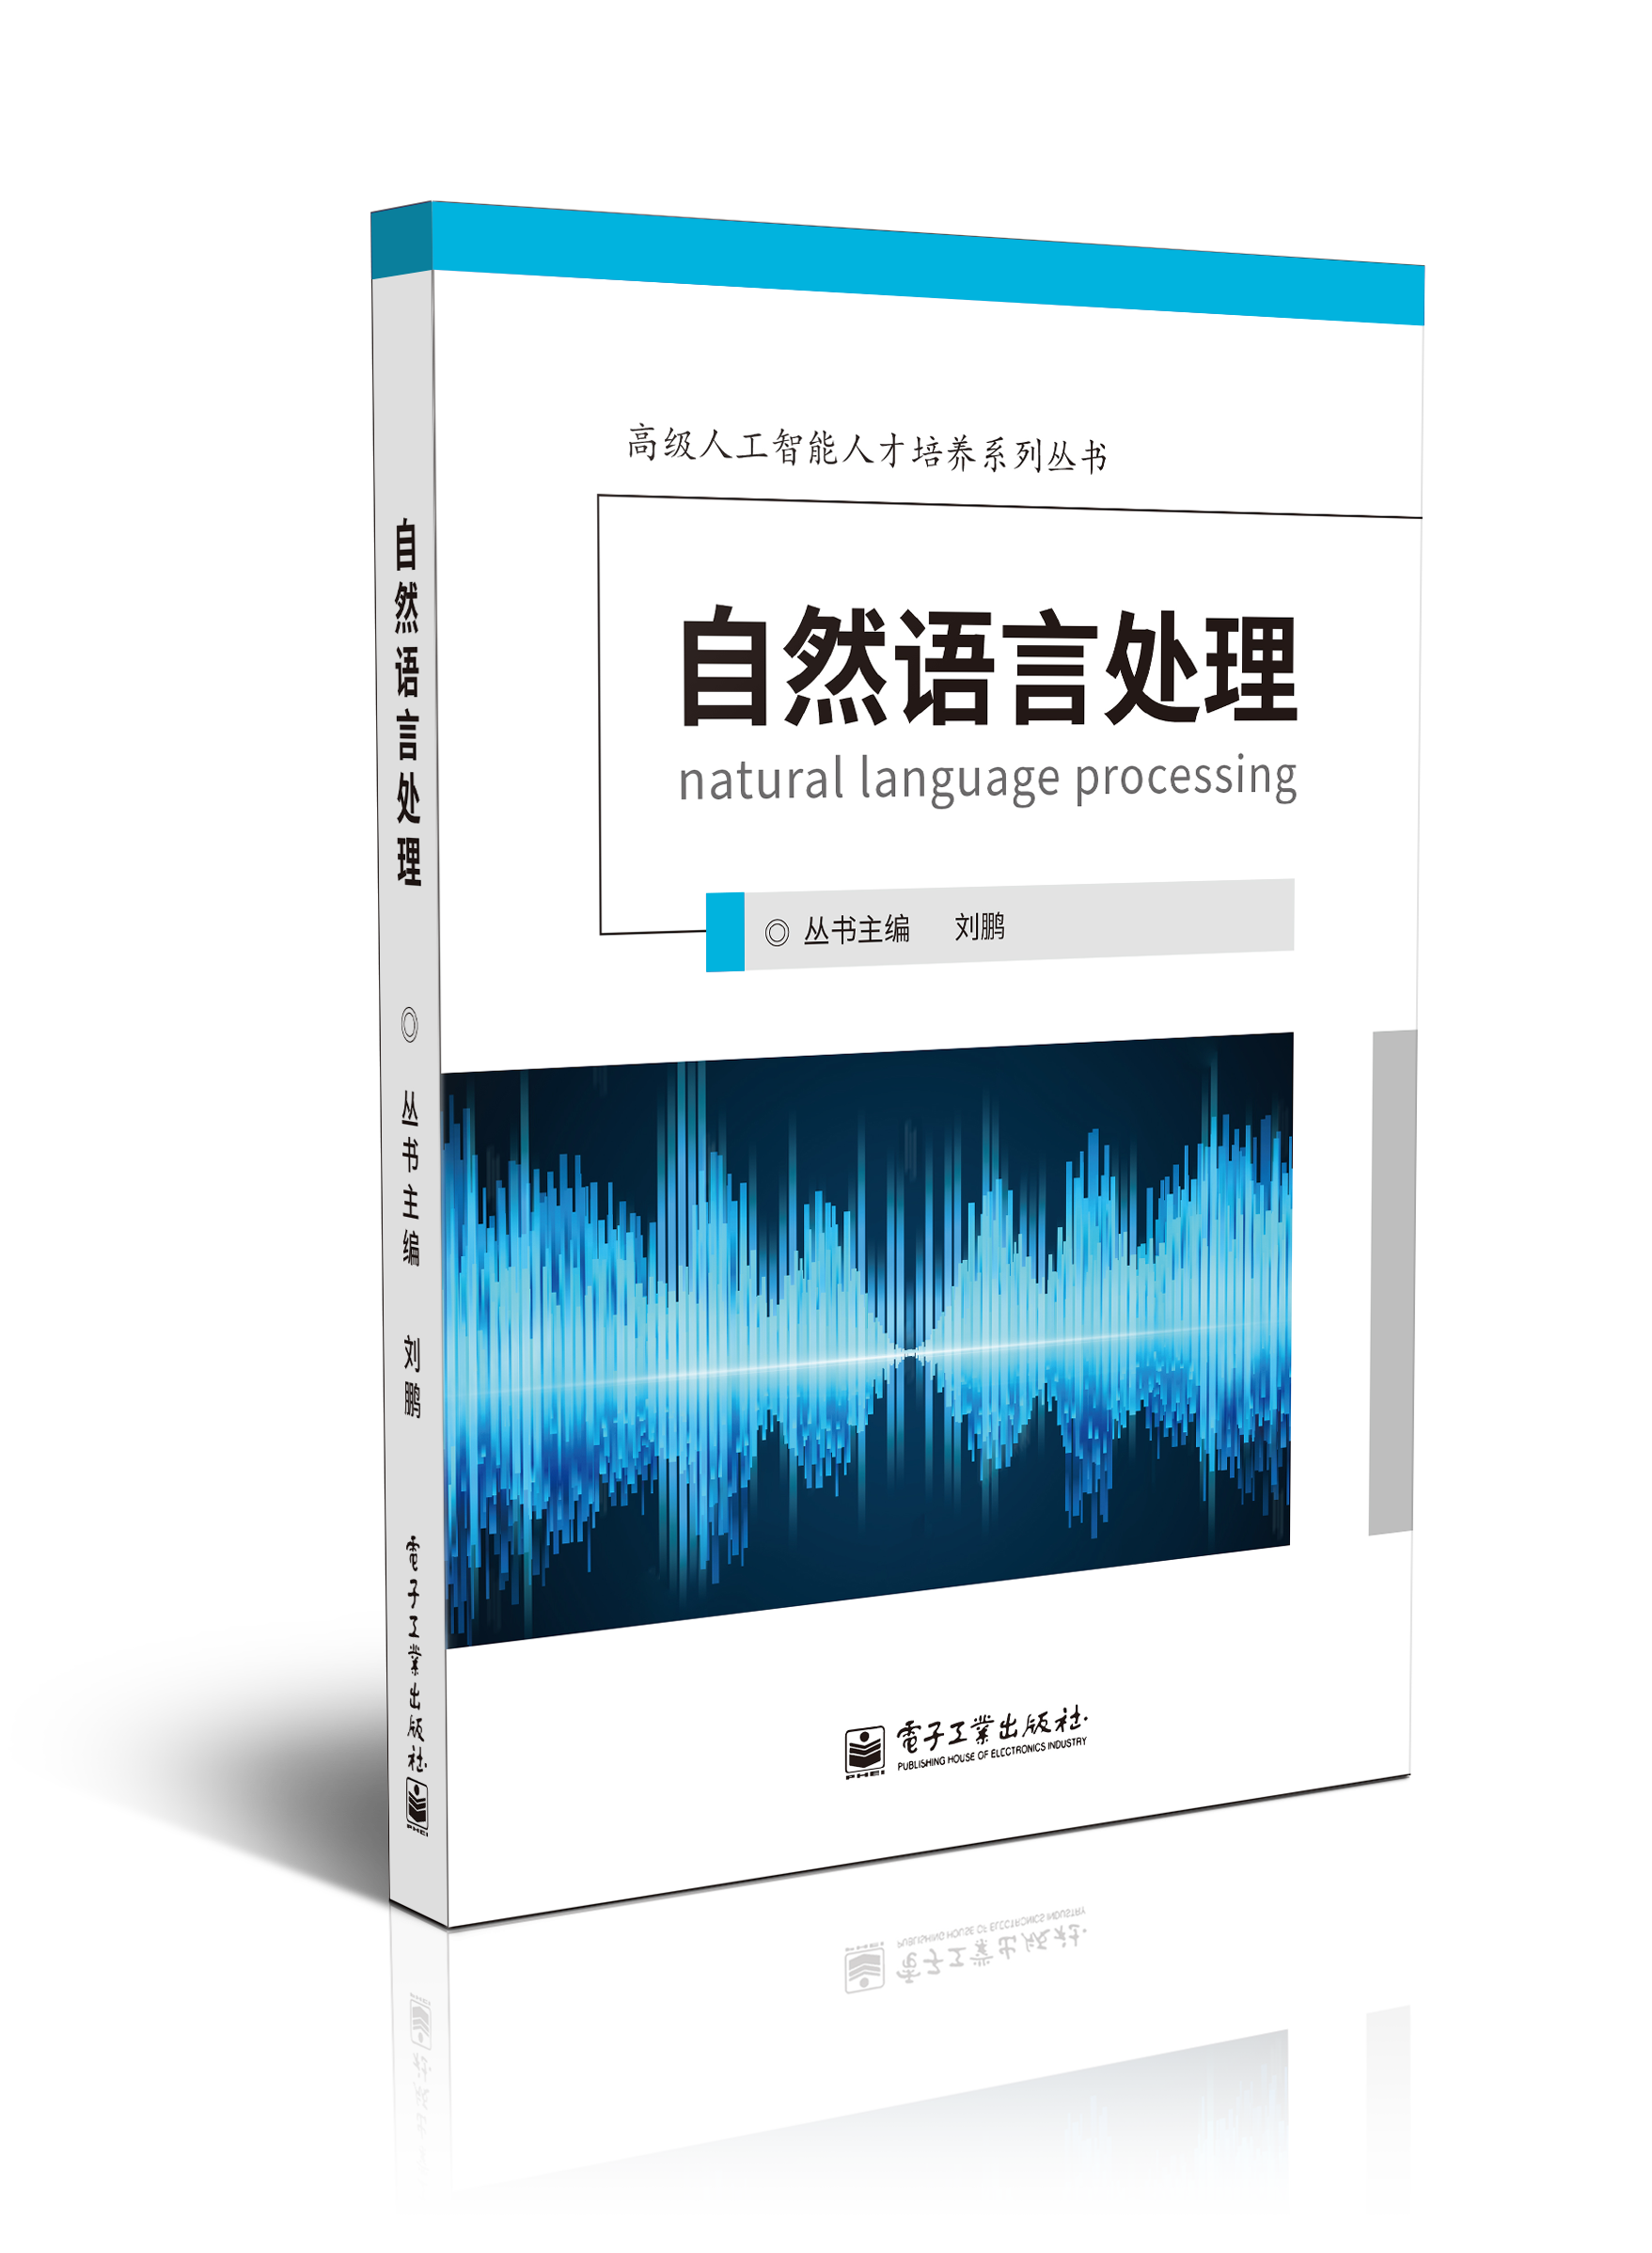 高级人工智能人才培养系列丛书
自然语言处理
natural language processing
◎ 丛书主编 刘鹏
電子工業出版社·
PUBLISHING HOUSE OF ELECTRONICS INDUSTRY
PHEI
自然语言处理
◎ 丛书主编 刘鹏
電子工業出版社·
PHEI